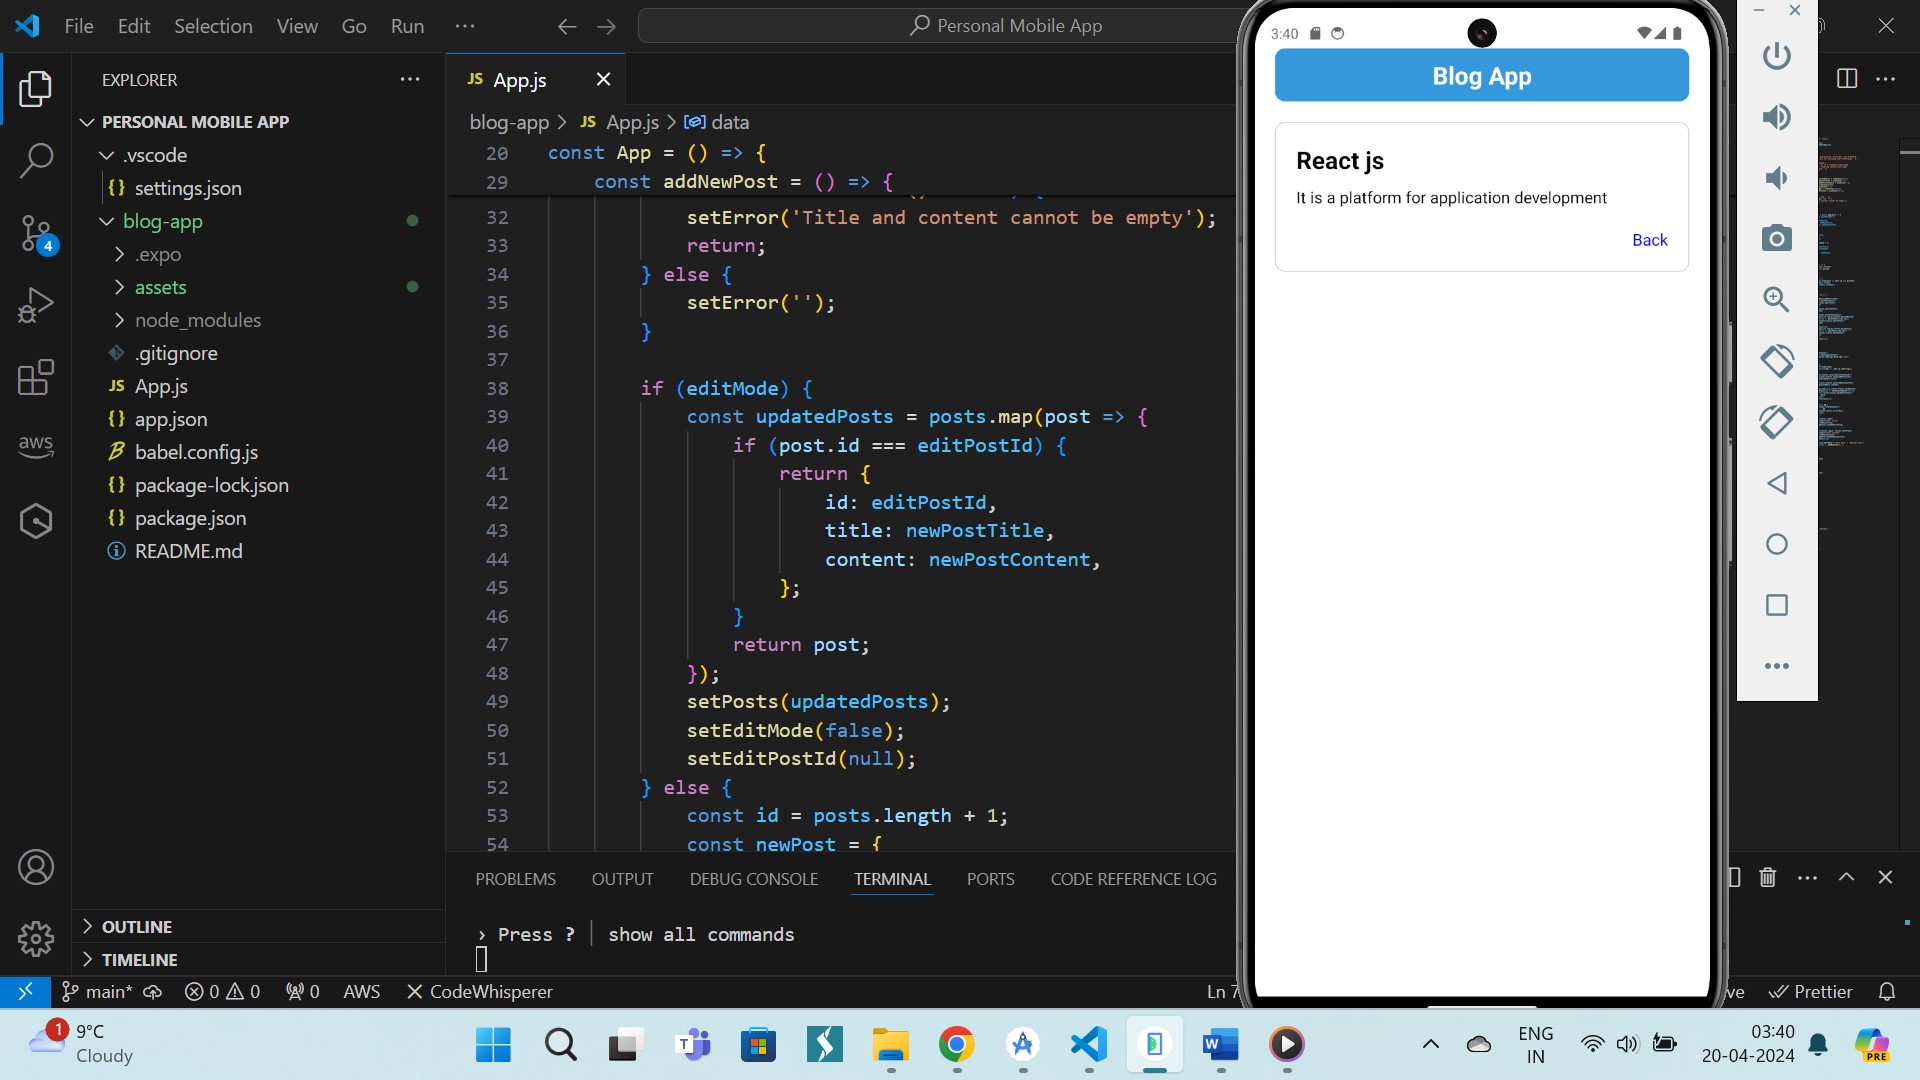 File Edit Selection View Go Run ···
Personal Mobile App
EXPLORER
PERSONAL MOBILE APP
.vscode
{} settings.json
blog-app
.expo
assets
node_modules
.gitignore
JS App.js
{} app.json
babel.config.js
{} package-lock.json
{} package.json
README.md
OUTLINE
TIMELINE
4
aws
JS App.js
blog-app > JS App.js > data
20 const App = () => {
29 const addNewPost = () => {
32 setError('Title and content cannot be empty');
33 return;
34 } else {
35 setError('');
36 }
37
38 if (editMode) {
39 const updatedPosts = posts.map(post => {
40 if (post.id === editPostId) {
41 return {
42 id: editPostId,
43 title: newPostTitle,
44 content: newPostContent,
45 };
46 }
47 return post;
48 });
49 setPosts(updatedPosts);
50 setEditMode(false);
51 setEditPostId(null);
52 } else {
53 const id = posts.length + 1;
54 const newPost = {
PROBLEMS OUTPUT DEBUG CONSOLE TERMINAL PORTS CODE REFERENCE LOG
› Press ? │ show all commands
3:40
Blog App
React js
It is a platform for application development
Back
main* 0 0 0 AWS CodeWhisperer
Ln 7
ve Prettier
1
9°C
Cloudy
ENG
IN
03:40
20-04-2024
PRE